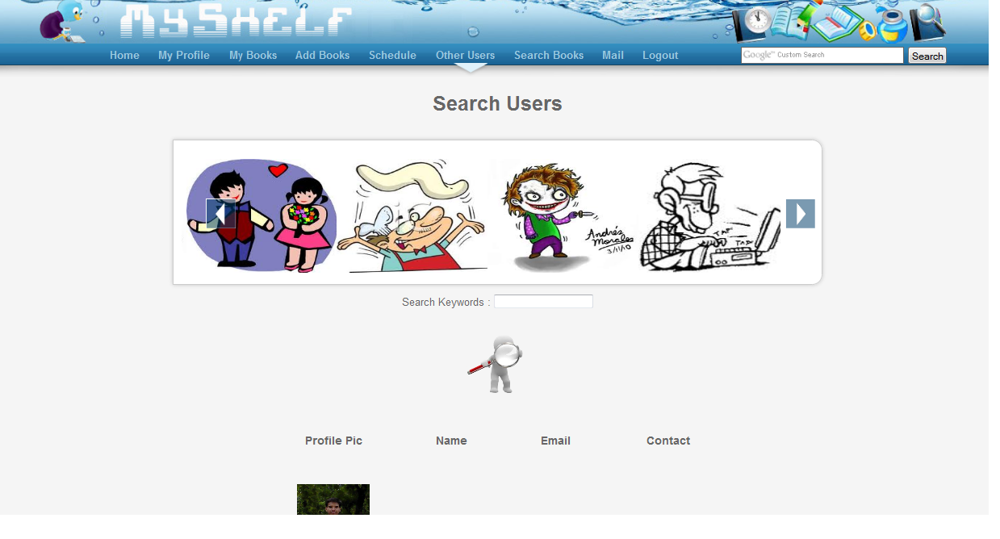 MyShelf
Home My Profile My Books Add Books Schedule Other Users Search Books Mail Logout Google™ Custom Search Search
Search Users
Andrés
Morales
3/11/10
TAP
TAP
Search Keywords :
Profile Pic Name Email Contact